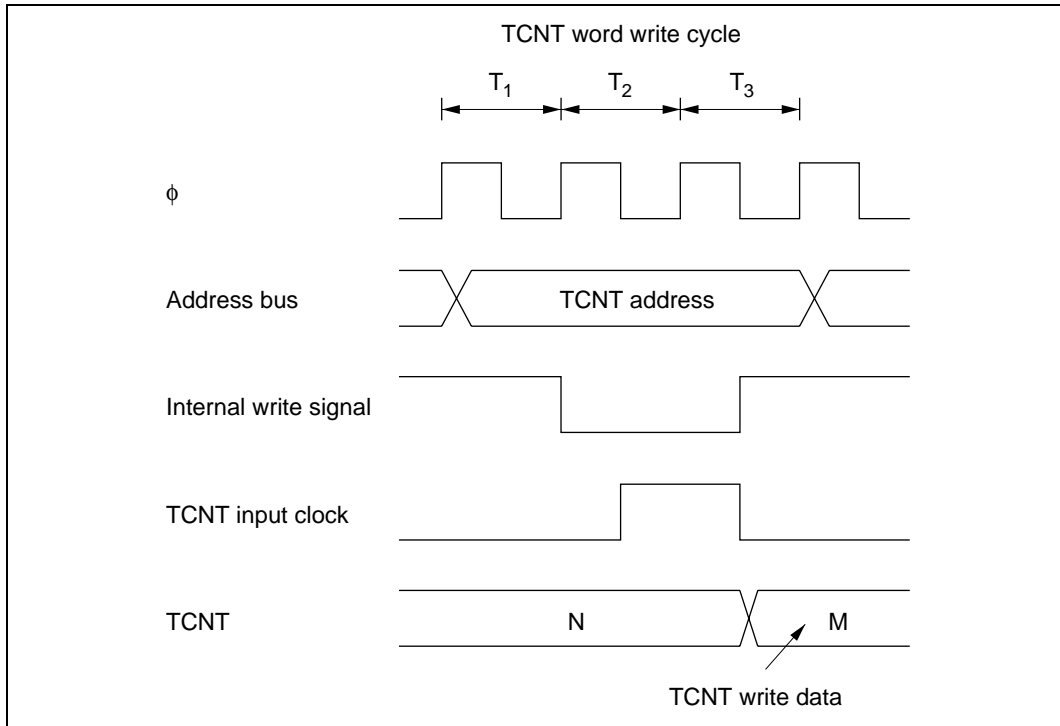 TCNT word write cycle
T1 T2 T3
ϕ
Address bus
TCNT address
Internal write signal
TCNT input clock
TCNT
N
M
TCNT write data